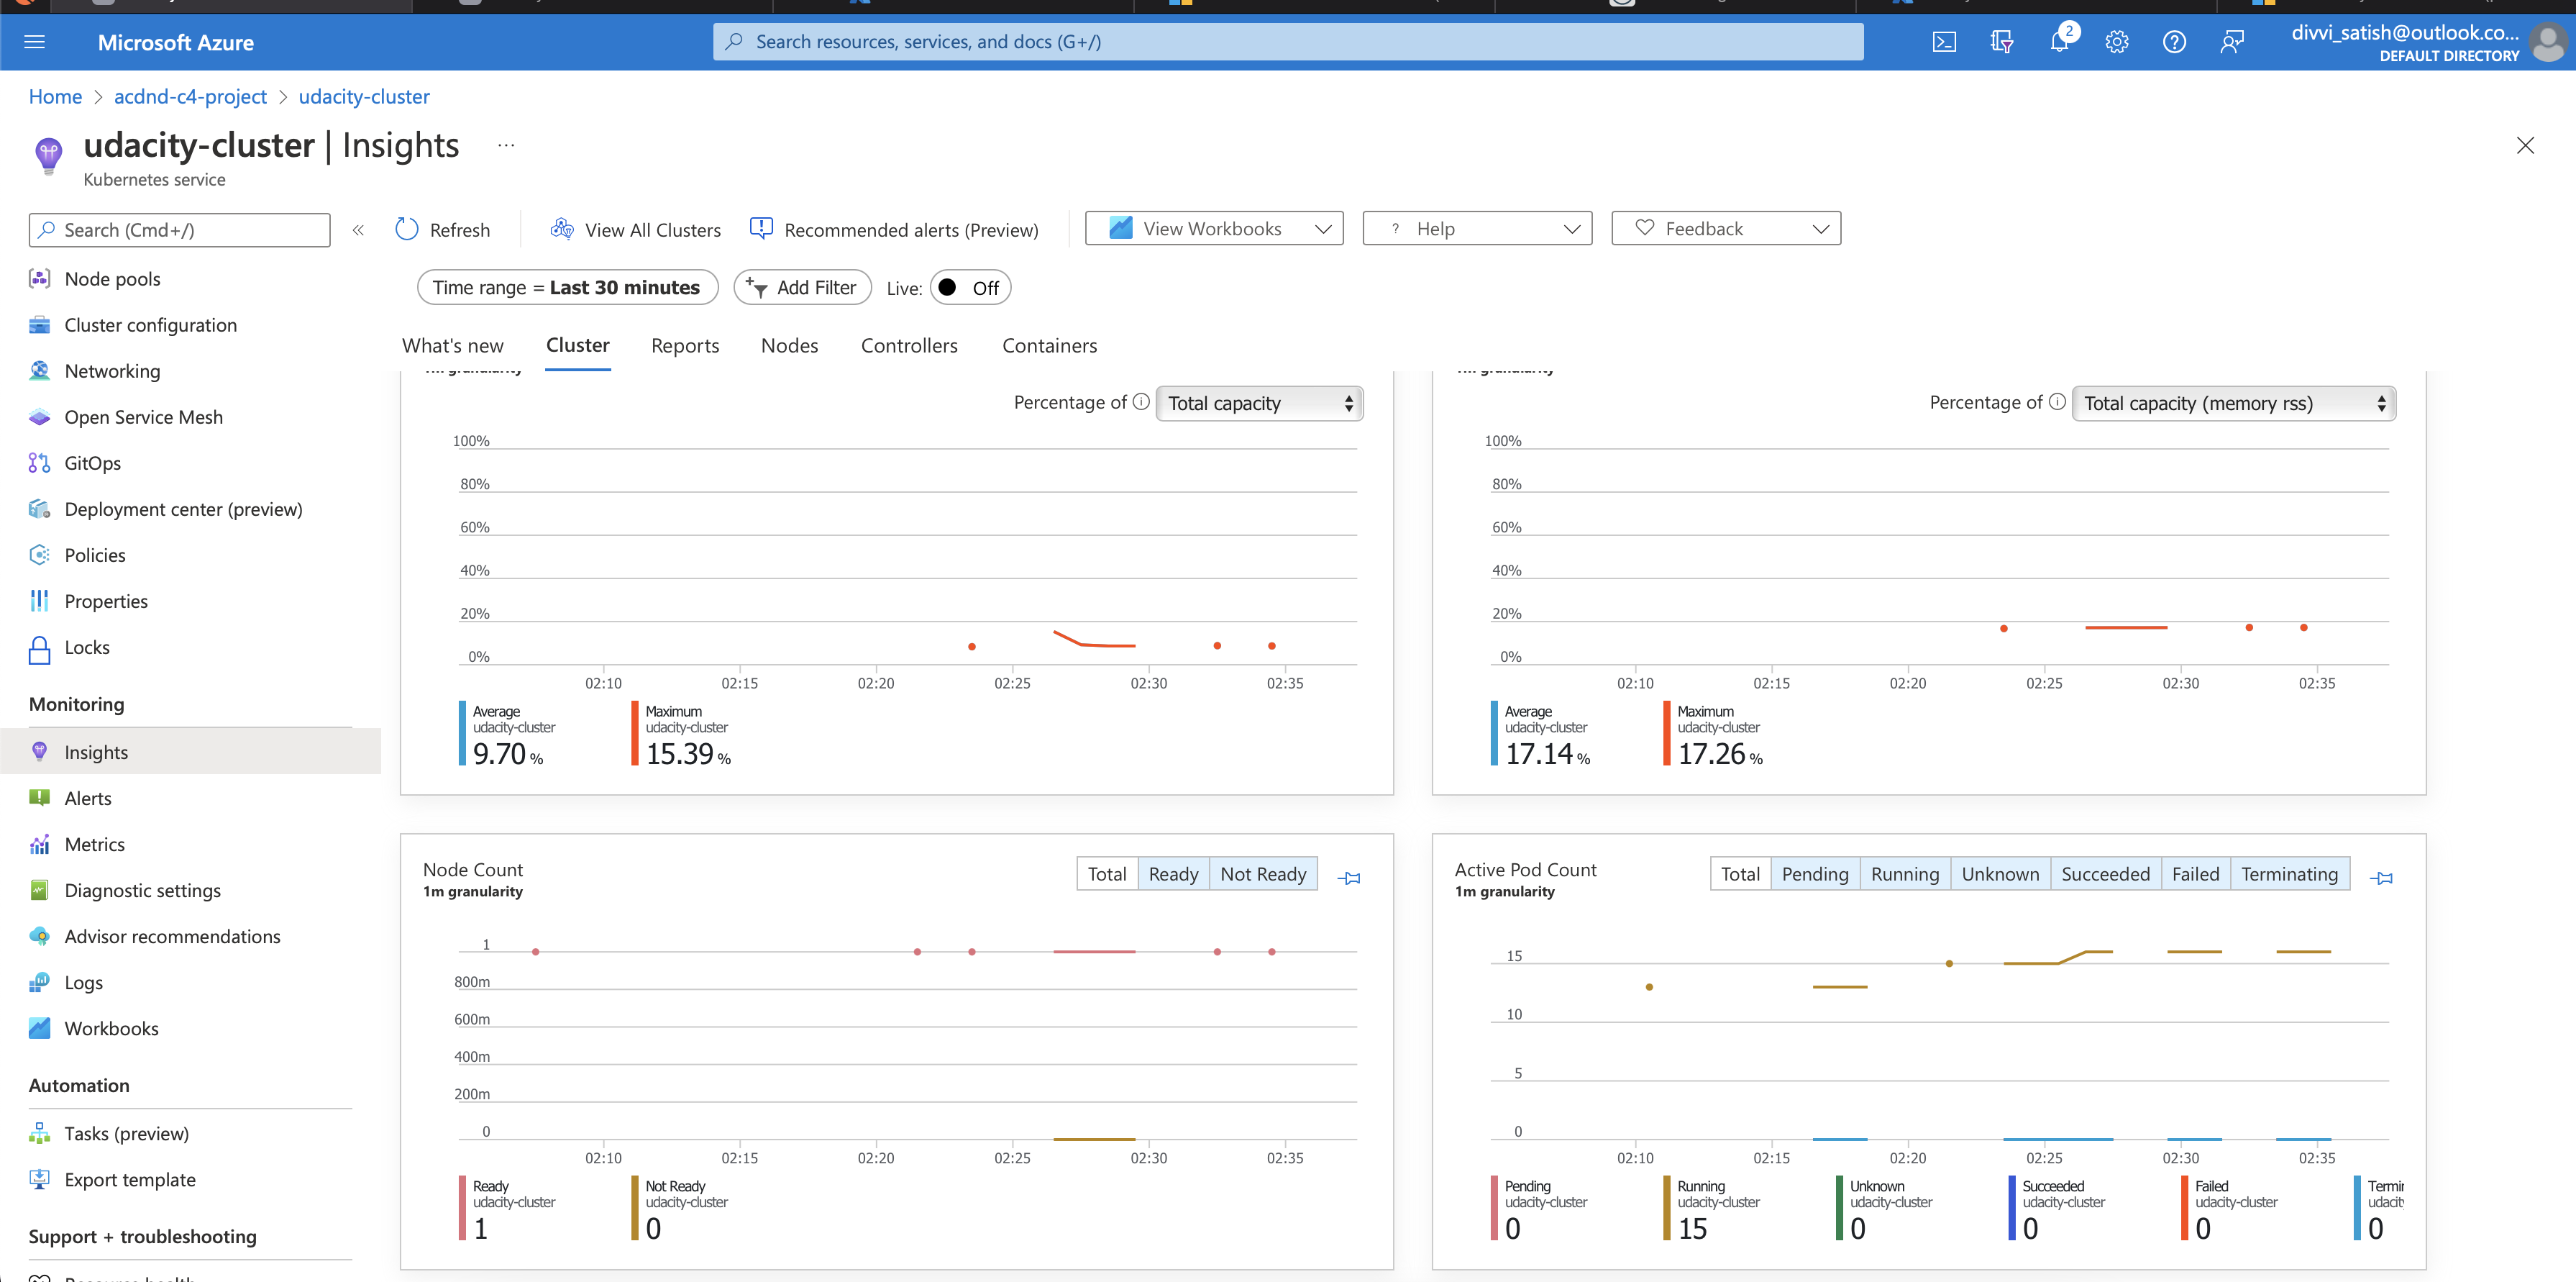 Microsoft Azure
Search resources, services, and docs (G+/)
2
divvi_satish@outlook.co...
DEFAULT DIRECTORY
Home > acdnd-c4-project > udacity-cluster
udacity-cluster | Insights ...
Kubernetes service
Search (Cmd+/)
«
Refresh
View All Clusters
Recommended alerts (Preview)
View Workbooks
? Help
Feedback
Time range = Last 30 minutes
Add Filter
Live: Off
What's new
Cluster
Reports
Nodes
Controllers
Containers
Node pools
Cluster configuration
Networking
Open Service Mesh
GitOps
Deployment center (preview)
Policies
Properties
Locks
Monitoring
Insights
Alerts
Metrics
Diagnostic settings
Advisor recommendations
Logs
Workbooks
Automation
Tasks (preview)
Export template
Support + troubleshooting
Resource health
1m granularity
Percentage of Total capacity
100%
80%
60%
40%
20%
0%
02:10 02:15 02:20 02:25 02:30 02:35
Average
udacity-cluster
9.70 %
Maximum
udacity-cluster
15.39 %
1m granularity
Percentage of Total capacity (memory rss)
100%
80%
60%
40%
20%
0%
02:10 02:15 02:20 02:25 02:30 02:35
Average
udacity-cluster
17.14 %
Maximum
udacity-cluster
17.26 %
Node Count
1m granularity
Total Ready Not Ready
1
800m
600m
400m
200m
0
02:10 02:15 02:20 02:25 02:30 02:35
Ready
udacity-cluster
1
Not Ready
udacity-cluster
0
Active Pod Count
1m granularity
Total Pending Running Unknown Succeeded Failed Terminating
15
10
5
0
02:10 02:15 02:20 02:25 02:30 02:35
Pending
udacity-cluster
0
Running
udacity-cluster
15
Unknown
udacity-cluster
0
Succeeded
udacity-cluster
0
Failed
udacity-cluster
0
Termin
udacity
0